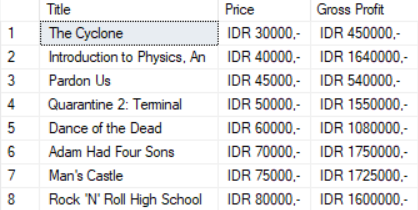 Title Price Gross Profit
1 The Cyclone IDR 30000,- IDR 450000,-
2 Introduction to Physics, An IDR 40000,- IDR 1640000,-
3 Pardon Us IDR 45000,- IDR 540000,-
4 Quarantine 2: Terminal IDR 50000,- IDR 1550000,-
5 Dance of the Dead IDR 60000,- IDR 1080000,-
6 Adam Had Four Sons IDR 70000,- IDR 1750000,-
7 Man's Castle IDR 75000,- IDR 1725000,-
8 Rock 'N' Roll High School IDR 80000,- IDR 1600000,-